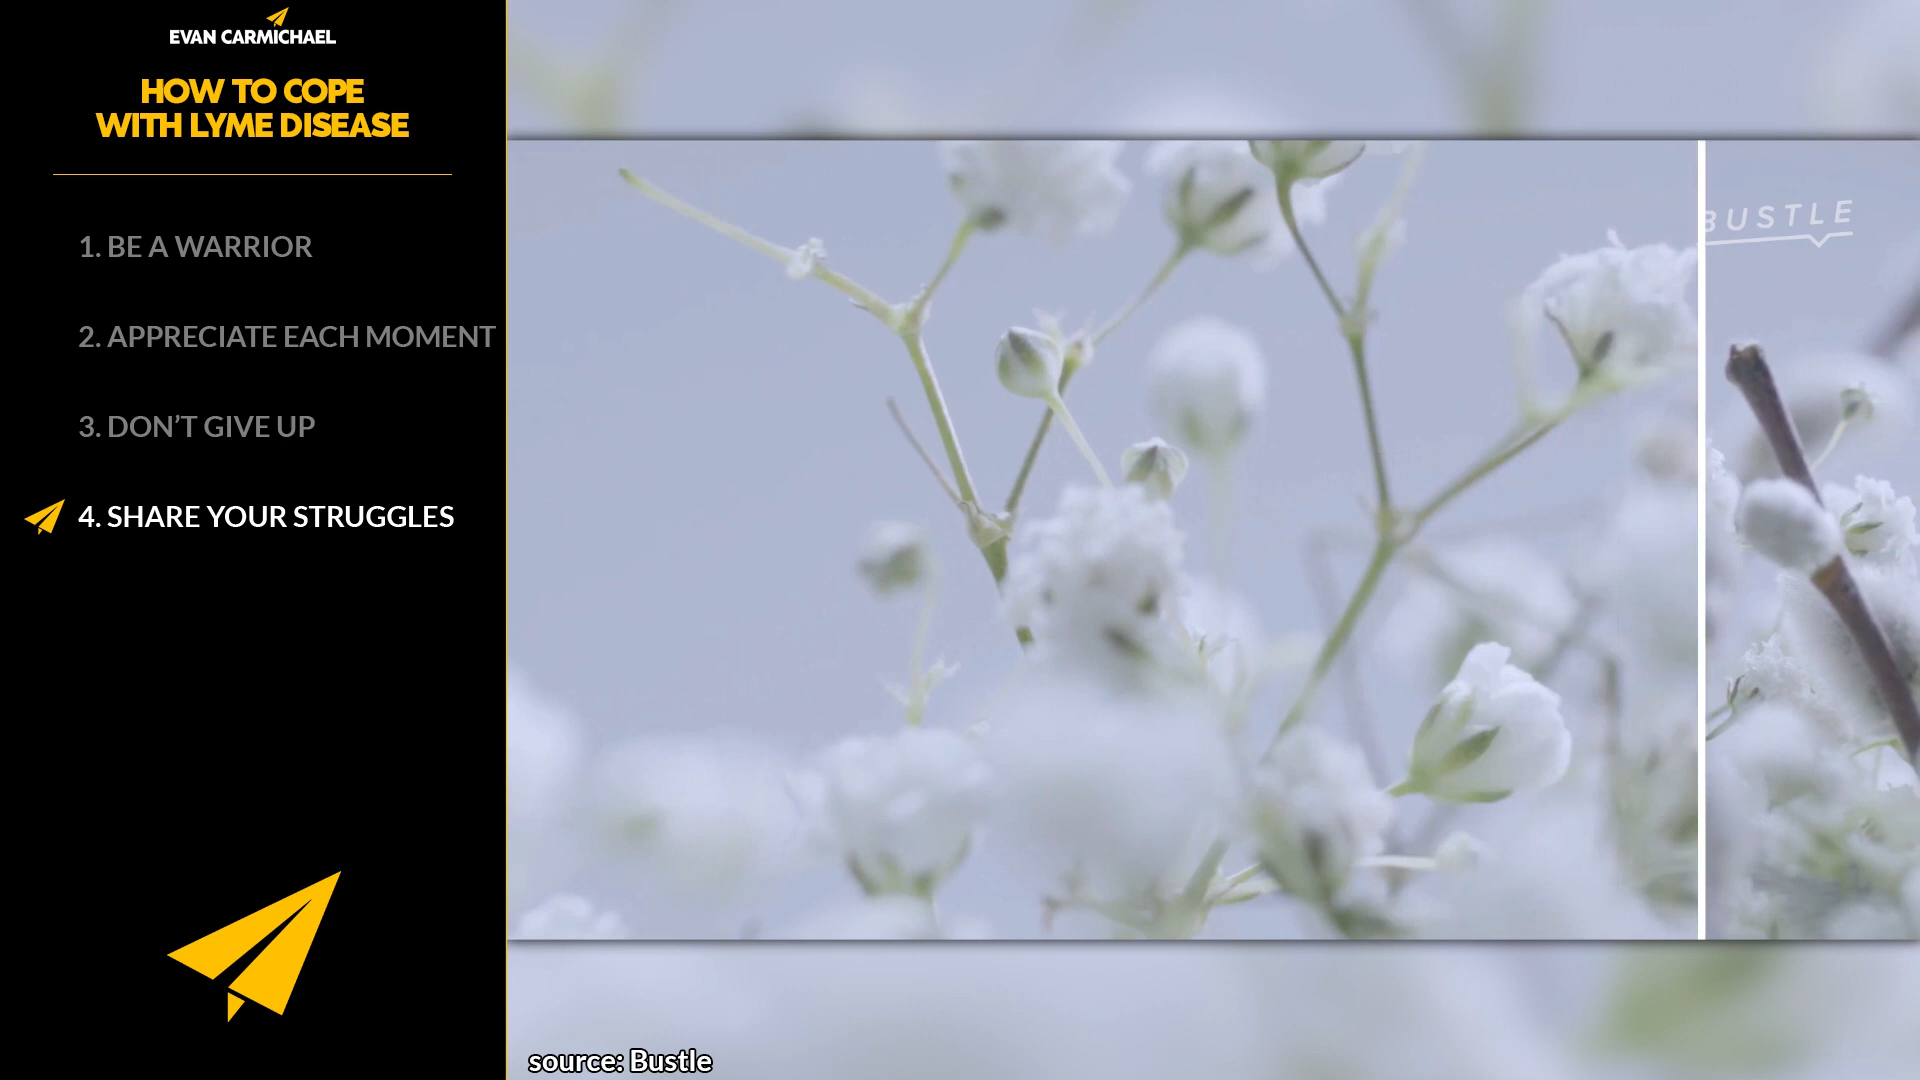 EVAN CARMICHAEL
HOW TO COPE
WITH LYME DISEASE
1. BE A WARRIOR
2. APPRECIATE EACH MOMENT
3. DON’T GIVE UP
4. SHARE YOUR STRUGGLES
BUSTLE
source: Bustle